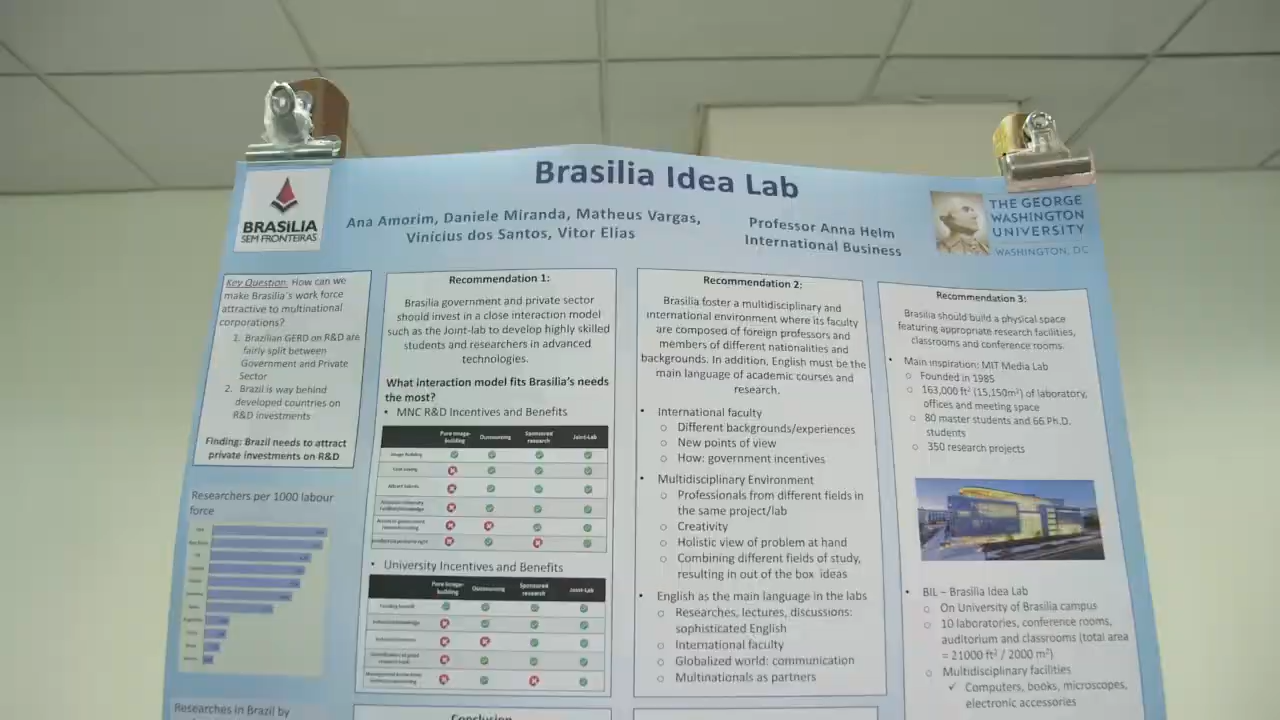 Brasilia Idea Lab
BRASÍLIA
SEM FRONTEIRAS
Ana Amorim, Daniele Miranda, Matheus Vargas,
Vinícius dos Santos, Vitor Elias
Professor Anna Helm
International Business
THE GEORGE
WASHINGTON
UNIVERSITY
WASHINGTON, DC
Key Question: How can we
make Brasilia's work force
attractive to multinational
corporations?
1. Brazilian GERD on R&D are
fairly split between
Government and Private
Sector
2. Brazil is way behind
developed countries on
R&D investments
Finding: Brazil needs to attract
private investments on R&D
Researchers per 1000 labour
force
Researches in Brazil by
Recommendation 1:
Brasilia government and private sector
should invest in a close interaction model
such as the Joint-lab to develop highly skilled
students and researchers in advanced
technologies.
What interaction model fits Brasilia's needs
the most?
• MNC R&D Incentives and Benefits
Pure image-
building
Outsourcing
Sponsored
research
Joint-Lab
• University Incentives and Benefits
Pure image-
building
Outsourcing
Sponsored
research
Joint-Lab
Conclusion
Recommendation 2:
Brasilia foster a multidisciplinary and
international environment where its faculty
are composed of foreign professors and
members of different nationalities and
backgrounds. In addition, English must be the
main language of academic courses and
research.
• International faculty
o Different backgrounds/experiences
o New points of view
o How: government incentives
• Multidisciplinary Environment
o Professionals from different fields in
the same project/lab
o Creativity
o Holistic view of problem at hand
o Combining different fields of study,
resulting in out of the box ideas
• English as the main language in the labs
o Researches, lectures, discussions:
sophisticated English
o International faculty
o Globalized world: communication
o Multinationals as partners
Recommendation 3:
Brasilia should build a physical space
featuring appropriate research facilities,
classrooms and conference rooms.
• Main inspiration: MIT Media Lab
o Founded in 1985
o 163,000 ft² (15,150m²) of laboratory,
offices and meeting space
o 80 master students and 66 Ph.D.
students
o 350 research projects
• BIL – Brasilia Idea Lab
o On University of Brasilia campus
o 10 laboratories, conference rooms,
auditorium and classrooms (total area
= 21000 ft² / 2000 m²)
o Multidisciplinary facilities
✓ Computers, books, microscopes,
electronic accessories